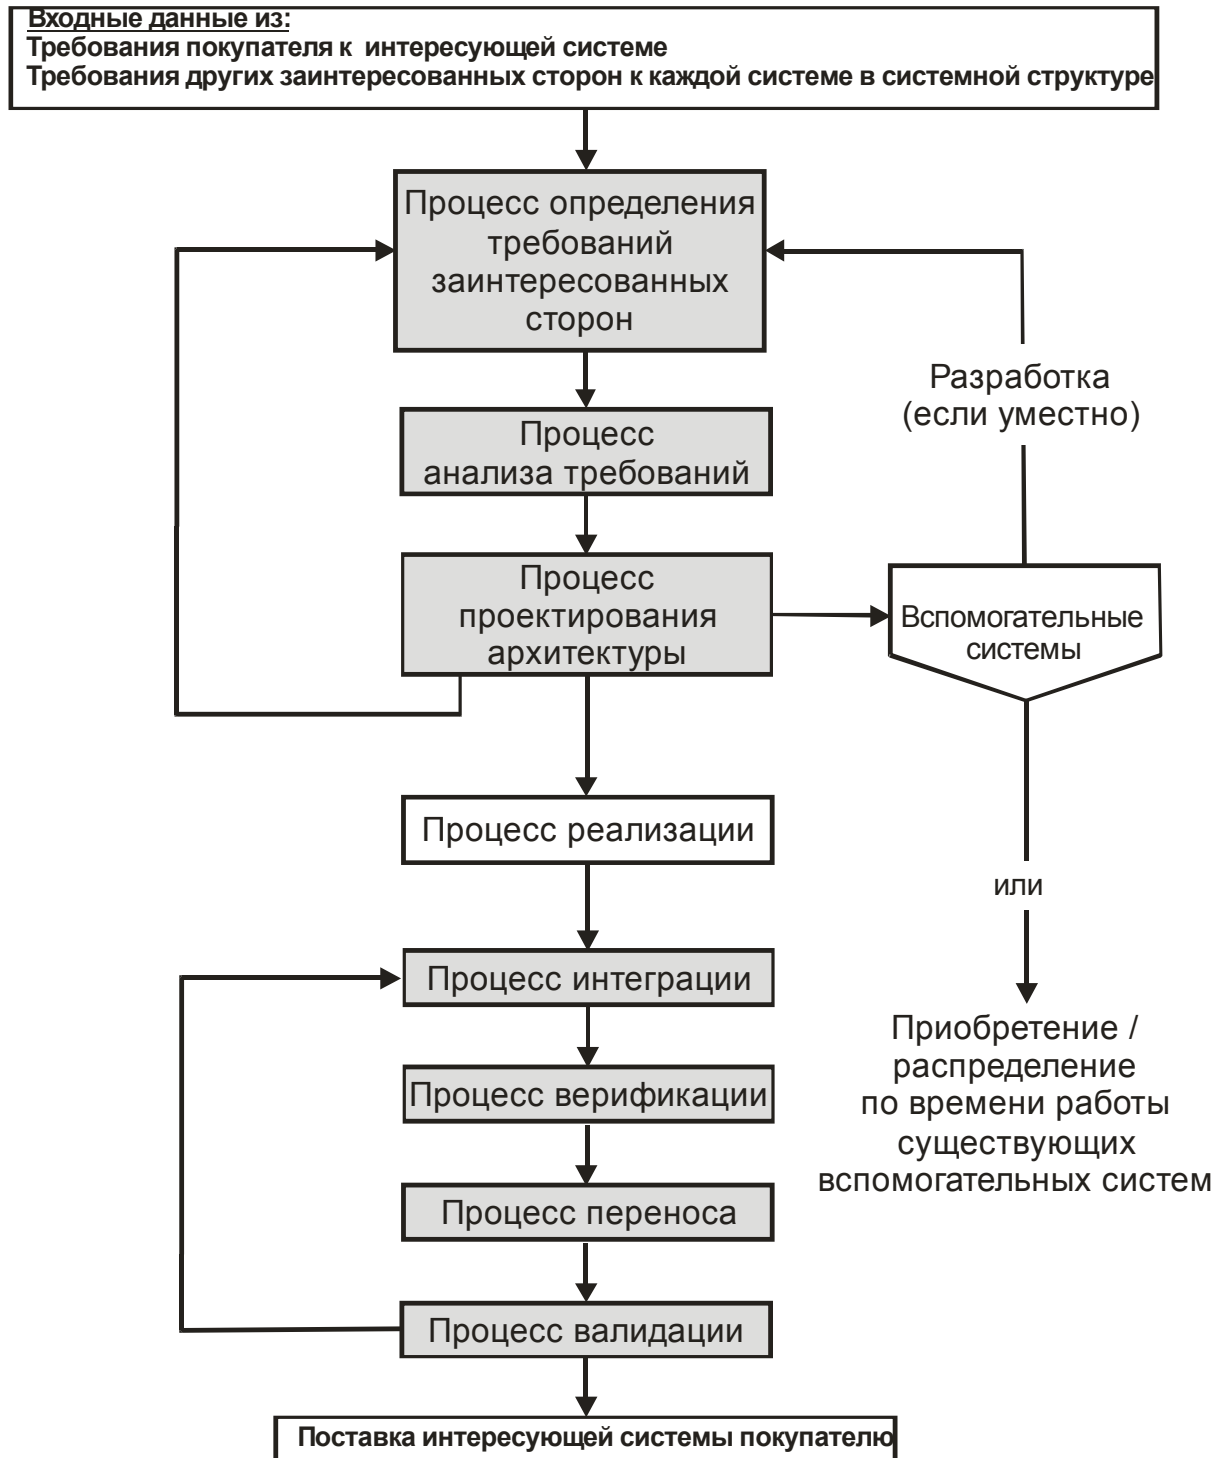 Входные данные из:
Требования покупателя к интересующей системе
Требования других заинтересованных сторон к каждой системе в системной структуре
Процесс определения
требований
заинтересованных
сторон
Разработка
(если уместно)
Процесс
анализа требований
Процесс
проектирования
архитектуры
Вспомогательные
системы
Процесс реализации
или
Процесс интеграции
Приобретение /
распределение
по времени работы
существующих
вспомогательных систем
Процесс верификации
Процесс переноса
Процесс валидации
Поставка интересующей системы покупателю